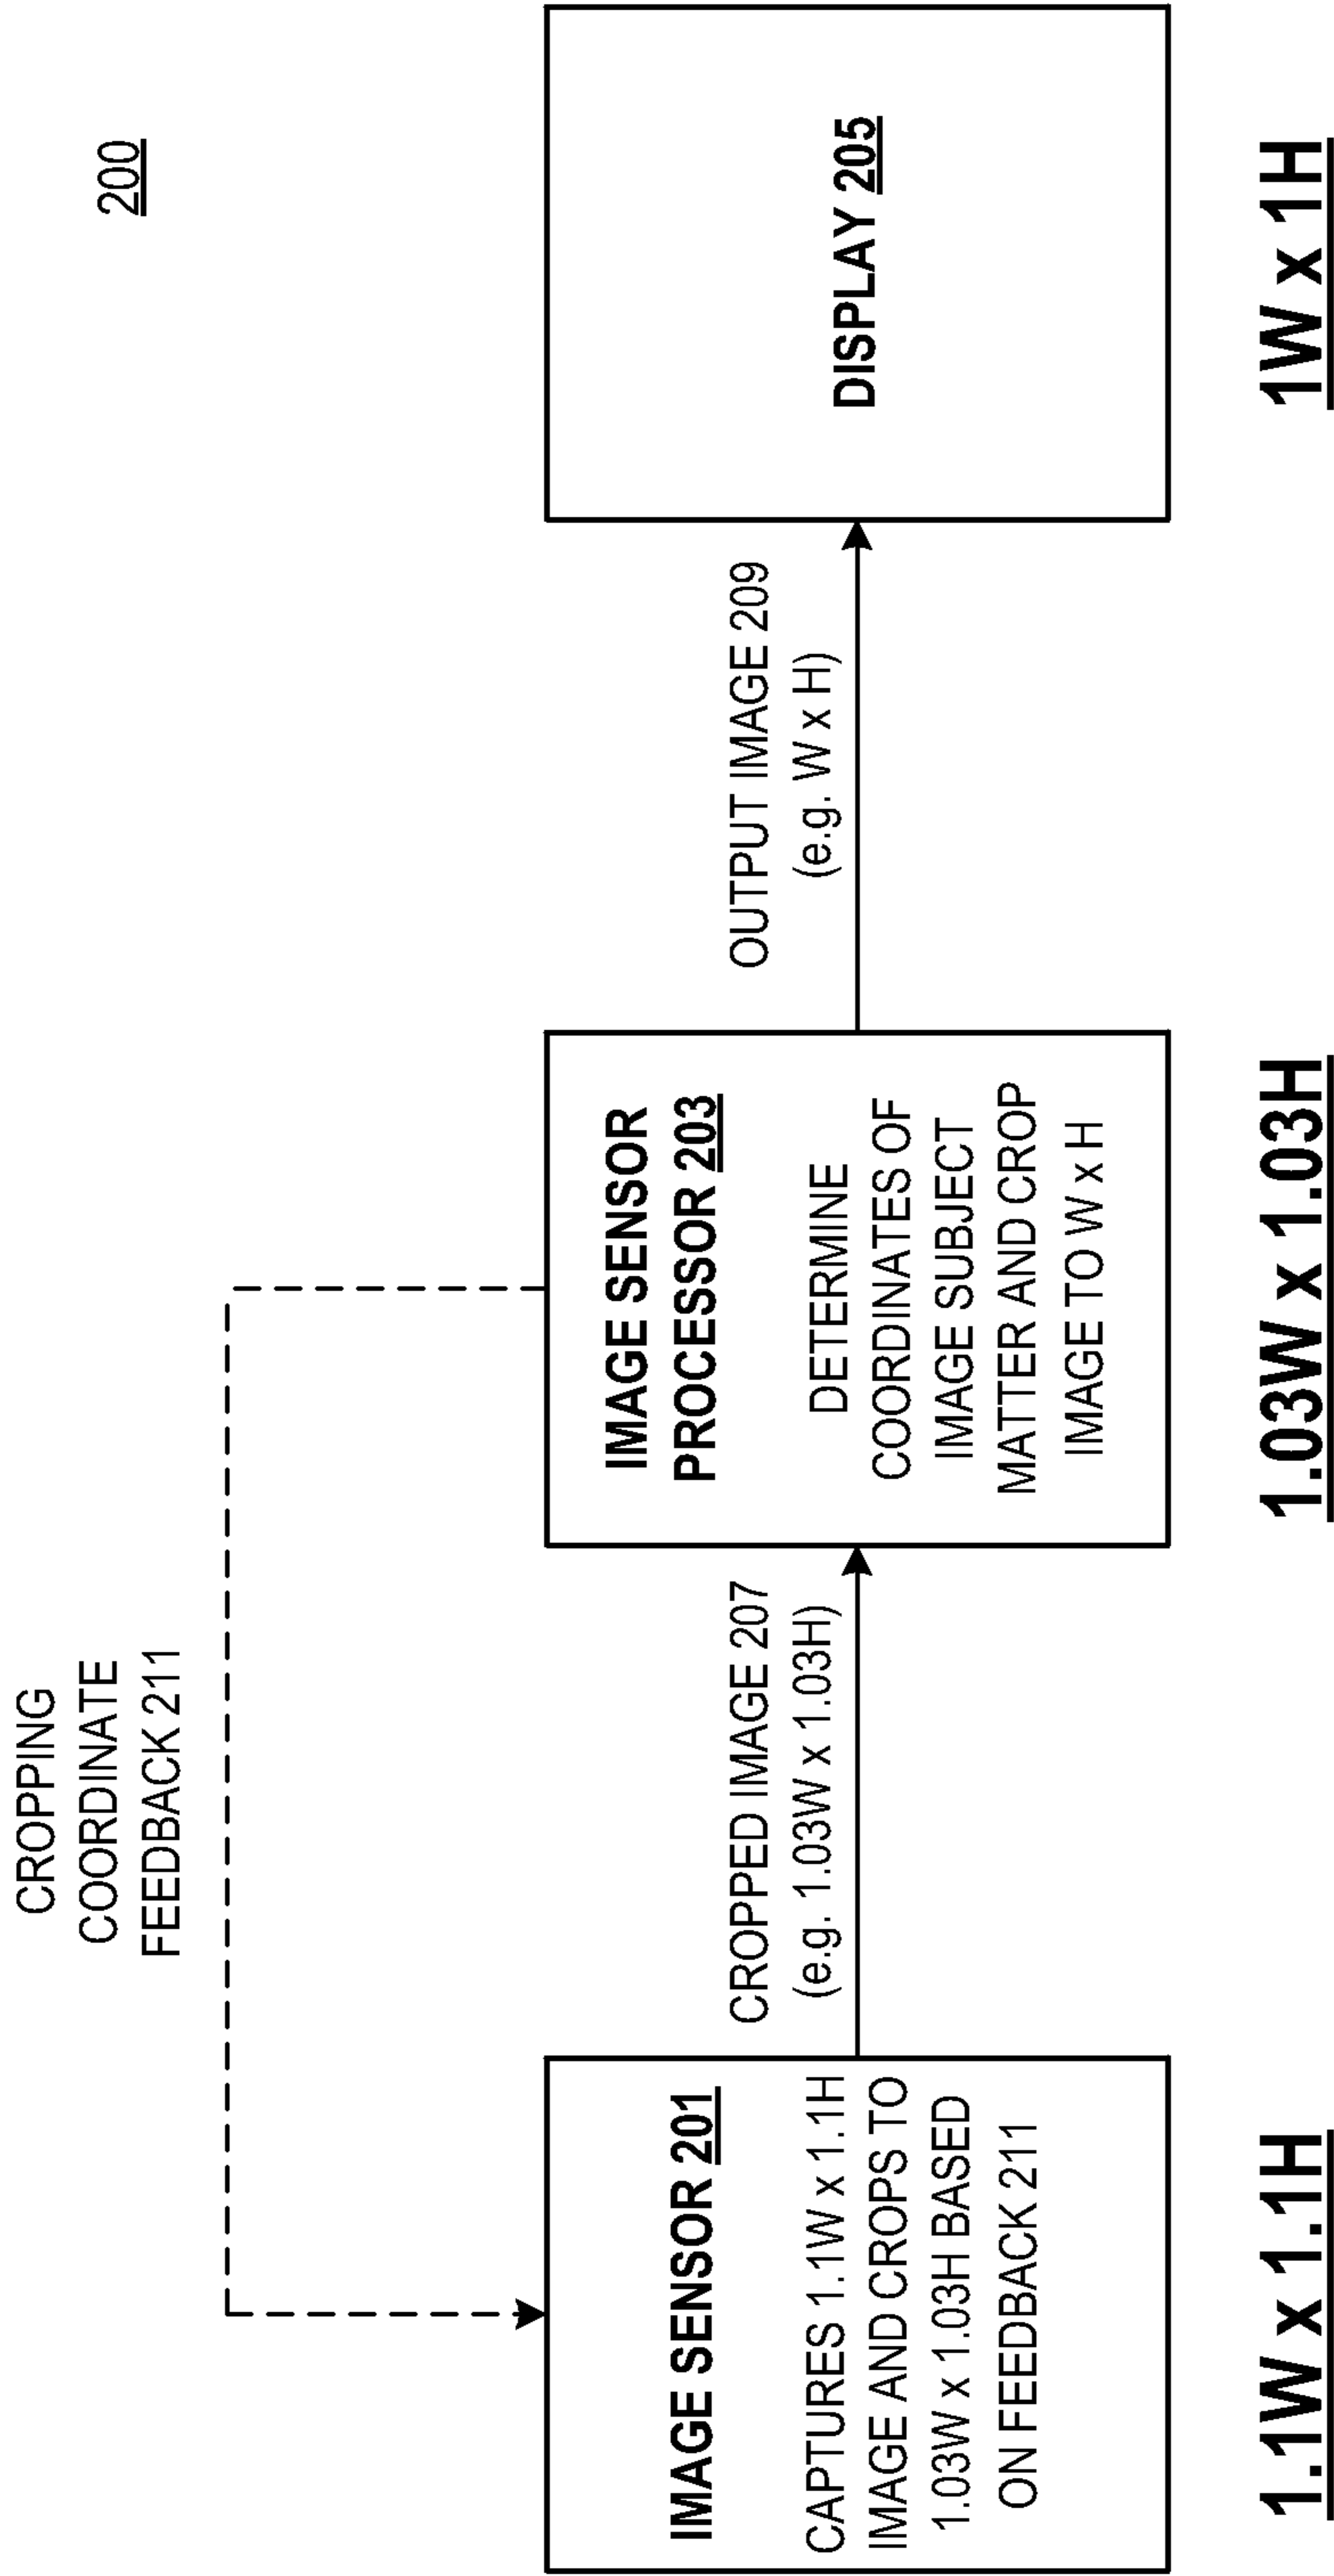 200
CROPPING
COORDINATE
FEEDBACK 211
IMAGE SENSOR 201
CAPTURES 1.1W x 1.1H
IMAGE AND CROPS TO
1.03W x 1.03H BASED
ON FEEDBACK 211
CROPPED IMAGE 207
(e.g. 1.03W x 1.03H)
IMAGE SENSOR
PROCESSOR 203
DETERMINE
COORDINATES OF
IMAGE SUBJECT
MATTER AND CROP
IMAGE TO W x H
OUTPUT IMAGE 209
(e.g. W x H)
DISPLAY 205
1.1W x 1.1H
1.03W x 1.03H
1W x 1H